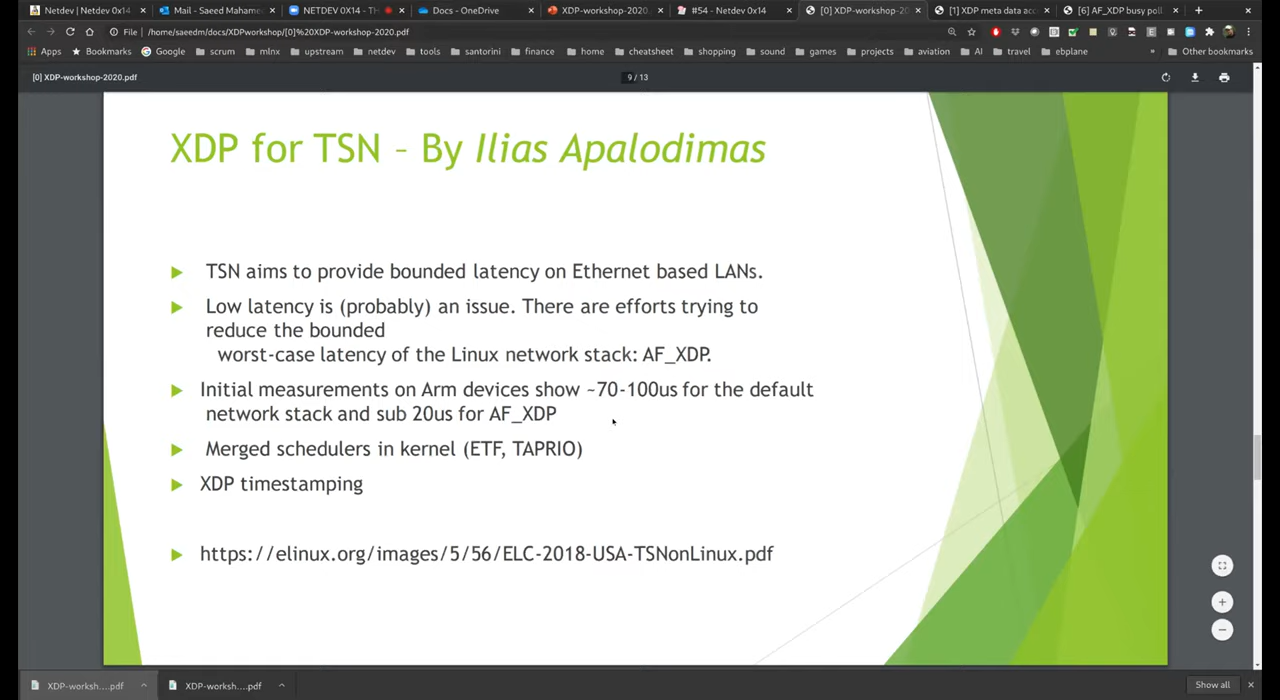 Netdev | Netdev 0x14
Mail - Saeed Mahame
NETDEV 0X14 - TH
Docs - OneDrive
XDP-workshop-2020.
#54 - Netdev 0x14
[0] XDP-workshop-20
[1] XDP meta data acc
[6] AF_XDP busy poll
File | /home/saeedm/docs/XDPworkshop/[0]%20XDP-workshop-2020.pdf
Apps Bookmarks Google scrum mlnx upstream netdev tools santorini finance home cheatsheet shopping sound games projects aviation AI travel ebplane » Other bookmarks
[0] XDP-workshop-2020.pdf
9 / 13
XDP for TSN – By Ilias Apalodimas
TSN aims to provide bounded latency on Ethernet based LANs.
Low latency is (probably) an issue. There are efforts trying to
reduce the bounded
worst-case latency of the Linux network stack: AF_XDP.
Initial measurements on Arm devices show ~70-100us for the default
network stack and sub 20us for AF_XDP
Merged schedulers in kernel (ETF, TAPRIO)
XDP timestamping
https://elinux.org/images/5/56/ELC-2018-USA-TSNonLinux.pdf
XDP-worksh....pdf
XDP-worksh....pdf
Show all